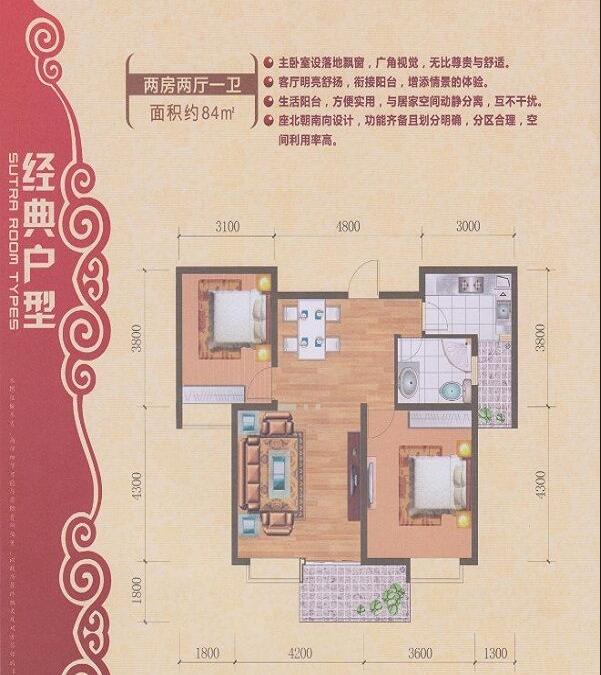 两房两厅一卫
面积约84㎡
主卧室设落地飘窗，广角视觉，无比尊贵与舒适。
客厅明亮舒扬，衔接阳台，增添情景的体验。
生活阳台，方便实用，与居家空间动静分离，互不干扰。
座北朝南向设计，功能齐备且划分明确，分区合理，空
间利用率高。
经典户型
SUTRA ROOM TYPES
3100
4800
3000
3800
3800
4300
4300
1800
1800
4200
3600
1300